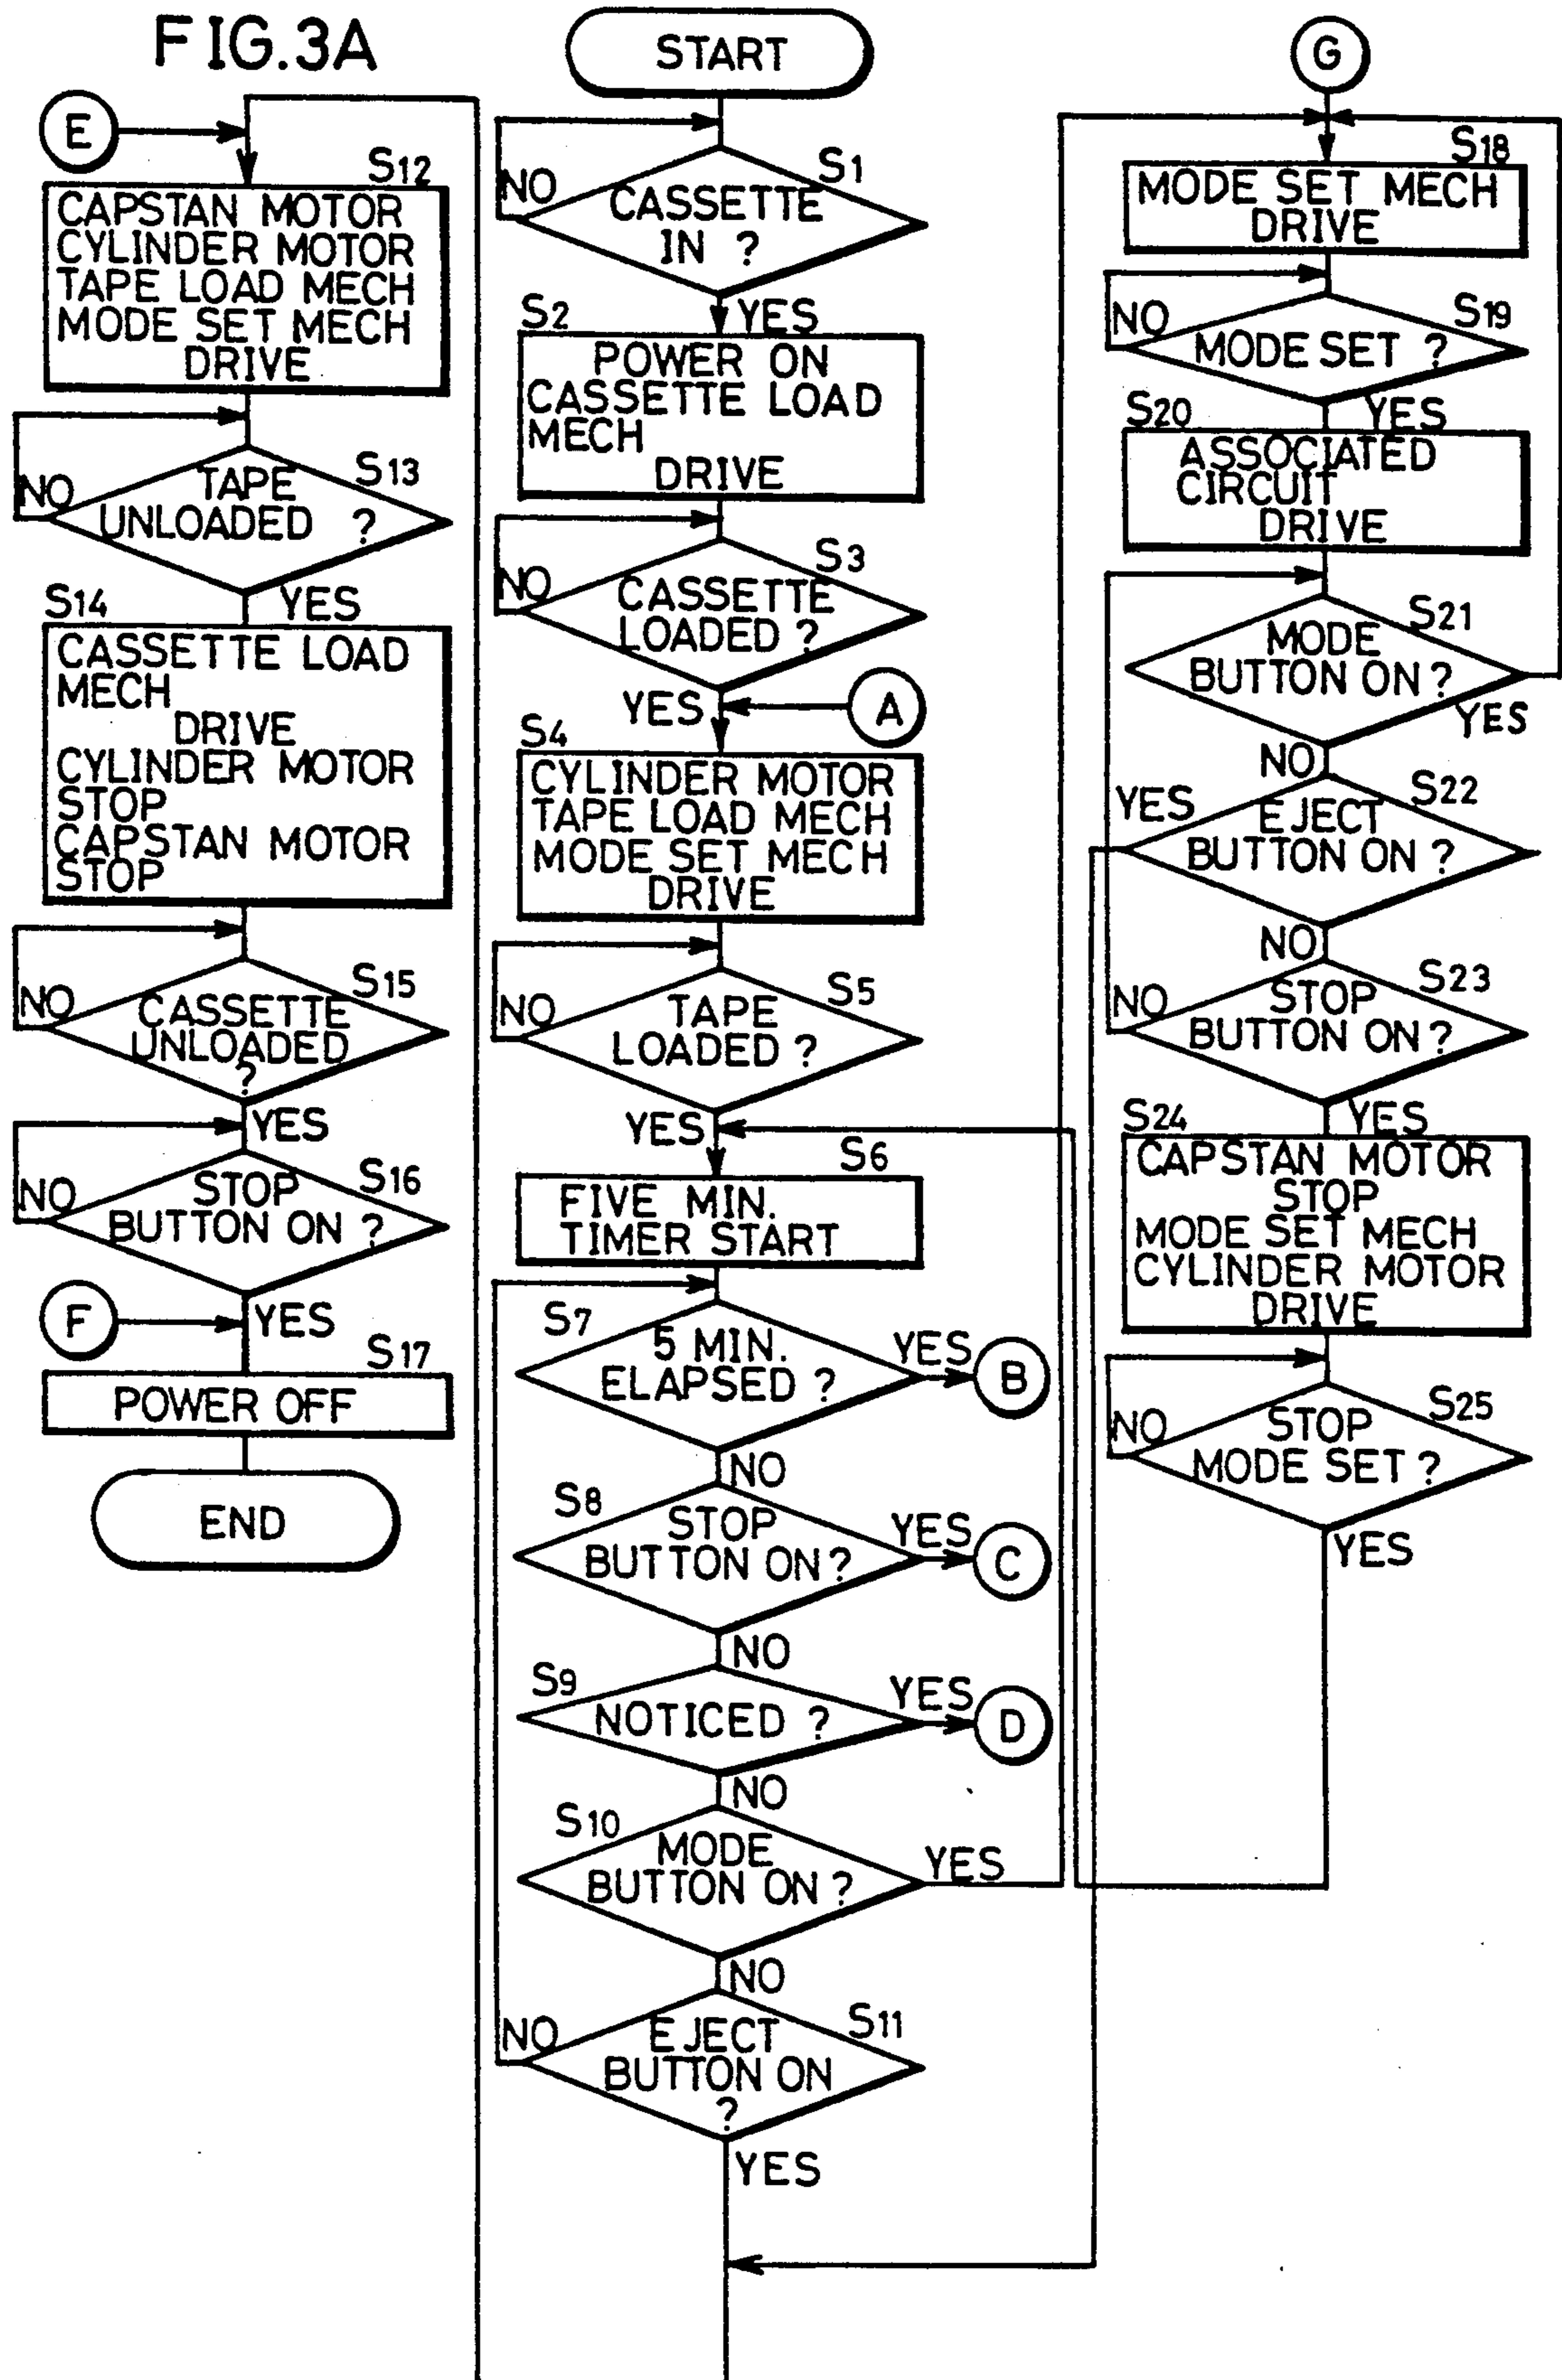 FIG.3A
E
S12
CAPSTAN MOTOR
CYLINDER MOTOR
TAPE LOAD MECH
MODE SET MECH
DRIVE
S13
NO
TAPE
UNLOADED ?
YES
S14
CASSETTE LOAD
MECH
DRIVE
CYLINDER MOTOR
STOP
CAPSTAN MOTOR
STOP
S15
NO
CASSETTE
UNLOADED
?
YES
S16
NO
STOP
BUTTON ON ?
F
YES
S17
POWER OFF
END
START
S1
NO
CASSETTE
IN ?
YES
S2
POWER ON
CASSETTE LOAD
MECH
DRIVE
S3
NO
CASSETTE
LOADED ?
YES
A
S4
CYLINDER MOTOR
TAPE LOAD MECH
MODE SET MECH
DRIVE
S5
NO
TAPE
LOADED ?
YES
S6
FIVE MIN.
TIMER START
S7
5 MIN.
ELAPSED ?
YES
B
NO
S8
STOP
BUTTON ON?
YES
C
NO
S9
NOTICED ?
YES
D
NO
S10
MODE
BUTTON ON ?
YES
NO
S11
NO
EJECT
BUTTON ON
?
YES
G
S18
MODE SET MECH
DRIVE
S19
NO
MODE SET ?
YES
S20
ASSOCIATED
CIRCUIT
DRIVE
S21
MODE
BUTTON ON ?
YES
NO
S22
YES
EJECT
BUTTON ON ?
NO
S23
NO
STOP
BUTTON ON ?
YES
S24
CAPSTAN MOTOR
STOP
MODE SET MECH
CYLINDER MOTOR
DRIVE
S25
NO
STOP
MODE SET ?
YES